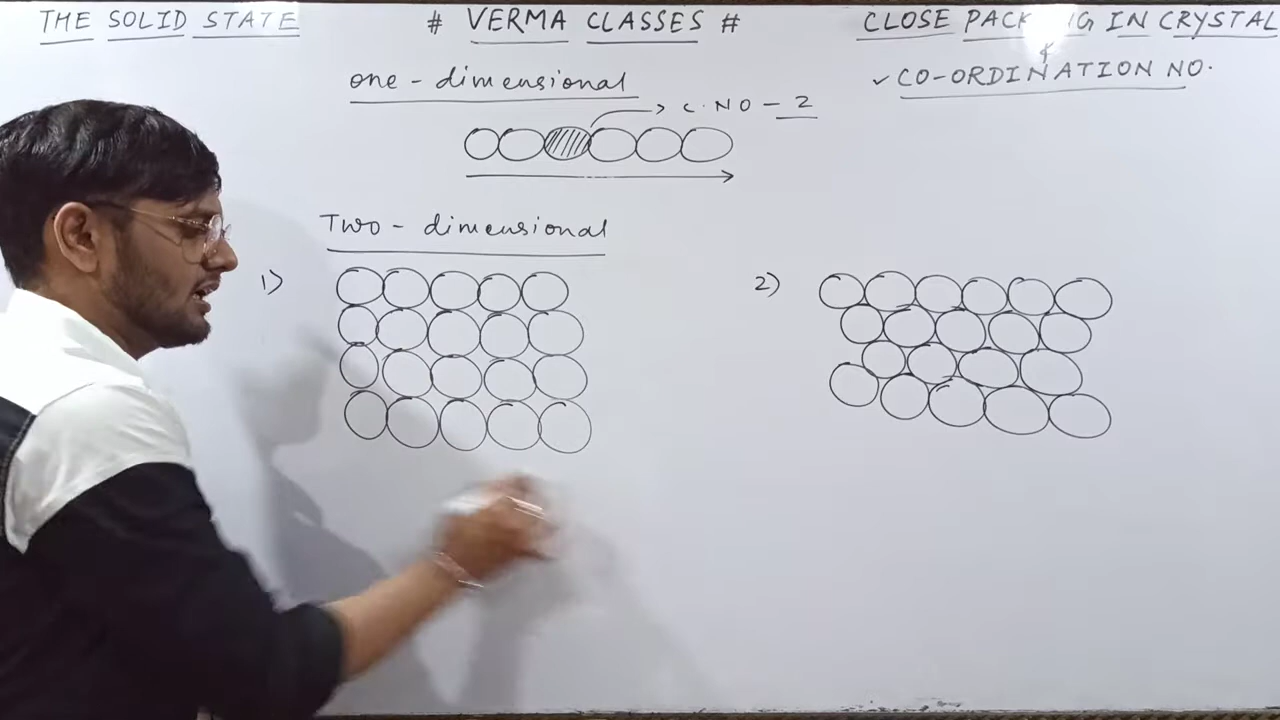 THE SOLID STATE
# VERMA CLASSES #
CLOSE PACK IG IN CRYSTAL
&
✓ CO-ORDINATION NO.
one - dimensional
→ C. NO - 2
Two - dimensional
1)
2)